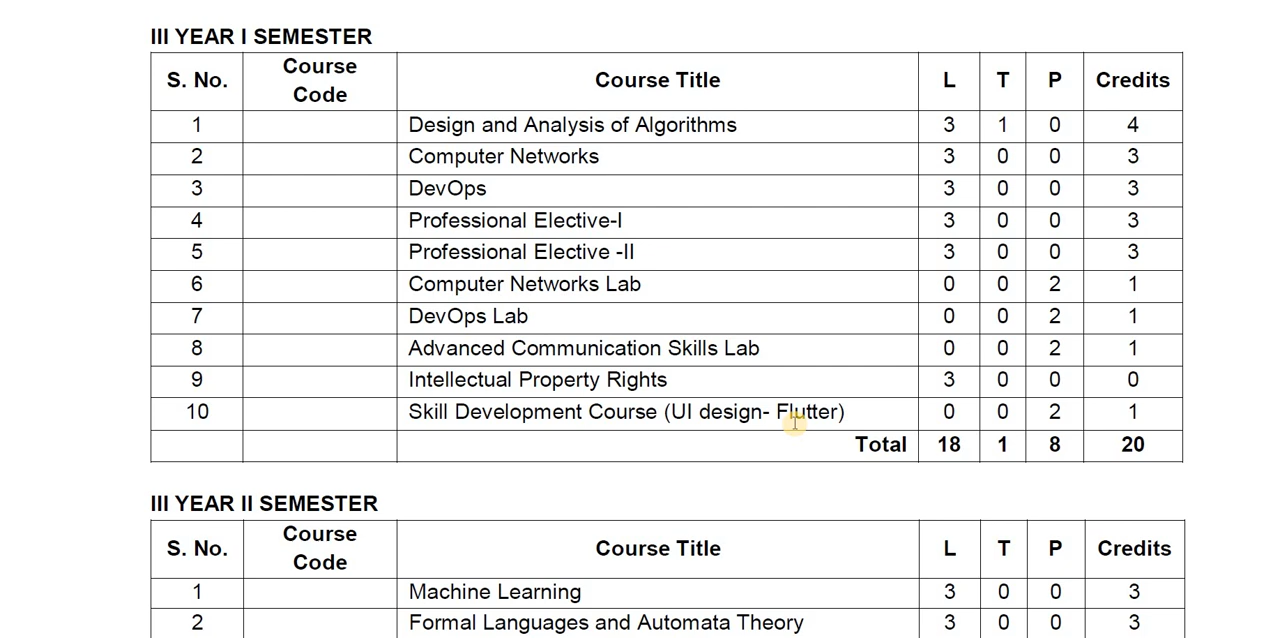 III YEAR I SEMESTER
S. No. Course Code Course Title L T P Credits
1 Design and Analysis of Algorithms 3 1 0 4
2 Computer Networks 3 0 0 3
3 DevOps 3 0 0 3
4 Professional Elective-I 3 0 0 3
5 Professional Elective -II 3 0 0 3
6 Computer Networks Lab 0 0 2 1
7 DevOps Lab 0 0 2 1
8 Advanced Communication Skills Lab 0 0 2 1
9 Intellectual Property Rights 3 0 0 0
10 Skill Development Course (UI design- Flutter) 0 0 2 1
Total 18 1 8 20
III YEAR II SEMESTER
S. No. Course Code Course Title L T P Credits
1 Machine Learning 3 0 0 3
2 Formal Languages and Automata Theory 3 0 0 3